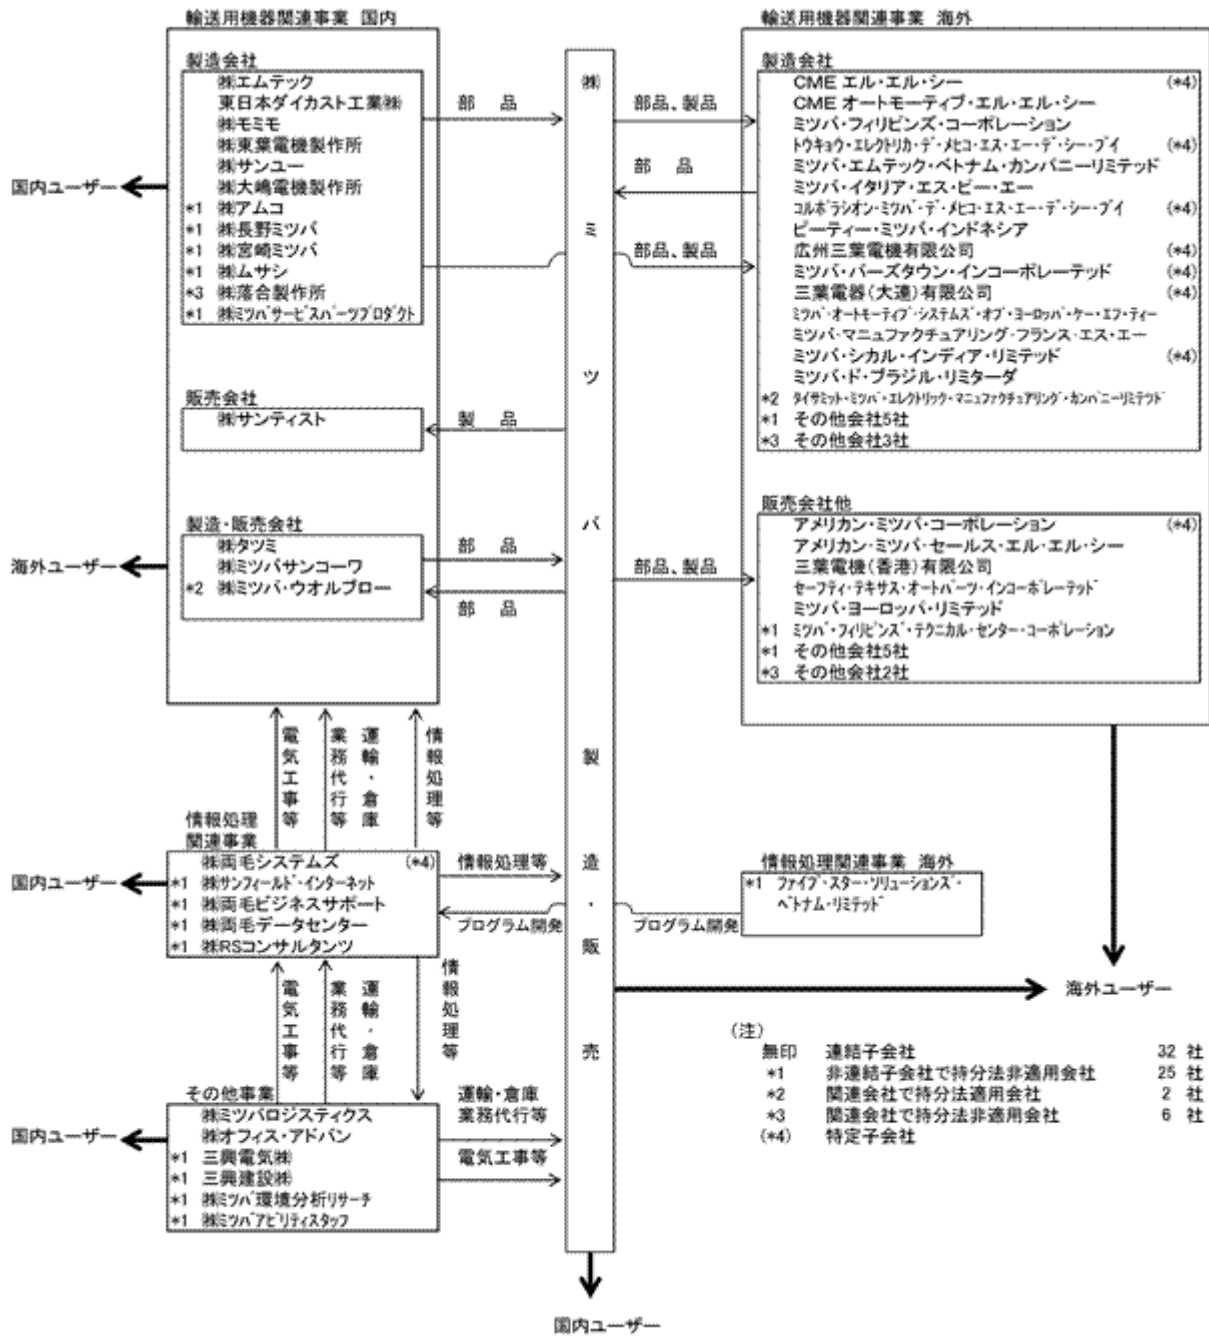 輸送用機器関連事業 国内
製造会社
㈱エムテック
東日本ダイカスト工業㈱
㈱モミモ
㈱東葉電機製作所
㈱サンユー
㈱大嶋電機製作所
*1 ㈱アムコ
*1 ㈱長野ミツバ
*1 ㈱宮崎ミツバ
*1 ㈱ムサシ
*3 ㈱落合製作所
*1 ㈱ミツバサービスパーツプロダクト
販売会社
㈱サンティスト
製造・販売会社
㈱タツミ
㈱ミツバサンコーワ
*2 ㈱ミツバ・ウオルブロー
国内ユーザー
海外ユーザー
部 品
製 品
部 品
部 品
㈱ミツバ 製造・販売
部品、製品
部 品
部品、製品
部品、製品
輸送用機器関連事業 海外
製造会社
CME エル・エル・シー (*4)
CME オートモーティブ・エル・エル・シー
ミツバ・フィリピンズ・コーポレーション
トウキョウ・エレクトリカ・デ・メヒコ・エス・エー・デ・シー・ブイ (*4)
ミツバ・エムテック・ベトナム・カンパニーリミテッド
ミツバ・イタリア・エス・ピー・エー
コルポラシオン・ミツバ・デ・メヒコ・エス・エー・デ・シー・ブイ (*4)
ピーティー・ミツバ・インドネシア
広州三葉電機有限公司 (*4)
ミツバ・バーズタウン・インコーポレーテッド (*4)
三葉電器(大連)有限公司 (*4)
ミツバ・オートモーティブ・システムズ・オブ・ヨーロッパ・ケー・エフ・ティー
ミツバ・マニュファクチュアリング・フランス・エス・エー
ミツバ・シカル・インディア・リミテッド (*4)
ミツバ・ド・ブラジル・リミターダ
*2 タイサミット・ミツバ・エレクトリック・マニュファクチュアリング・カンパニーリミテッド
*1 その他会社5社
*3 その他会社3社
販売会社他
アメリカン・ミツバ・コーポレーション (*4)
アメリカン・ミツバ・セールス・エル・エル・シー
三葉電機(香港)有限公司
セーフティ・テキサス・オートパーツ・インコーポレーテッド
ミツバ・ヨーロッパ・リミテッド
*1 ミツバ・フィリピンズ・テクニカル・センター・コーポレーション
*1 その他会社5社
*3 その他会社2社
電気工事等
業務代行等
運輸・倉庫
情報処理等
情報処理
関連事業
㈱両毛システムズ (*4)
*1 ㈱サンフィールド・インターネット
*1 ㈱両毛ビジネスサポート
*1 ㈱両毛データセンター
*1 ㈱RSコンサルタンツ
国内ユーザー
情報処理等
プログラム開発
プログラム開発
情報処理関連事業 海外
*1 ファイブ・スター・ソリューションズ・
ベトナム・リミテッド
電気工事等
業務代行等
運輸・倉庫
情報処理等
その他事業
㈱ミツバロジスティクス
㈱オフィス・アドバン
*1 三興電気㈱
*1 三興建設㈱
*1 ㈱ミツバ環境分析リサーチ
*1 ㈱ミツバアビリティスタッフ
国内ユーザー
運輸・倉庫
業務代行等
電気工事等
海外ユーザー
(注)
無印 連結子会社 32 社
*1 非連結子会社で持分法非適用会社 25 社
*2 関連会社で持分法適用会社 2 社
*3 関連会社で持分法非適用会社 6 社
(*4) 特定子会社
国内ユーザー